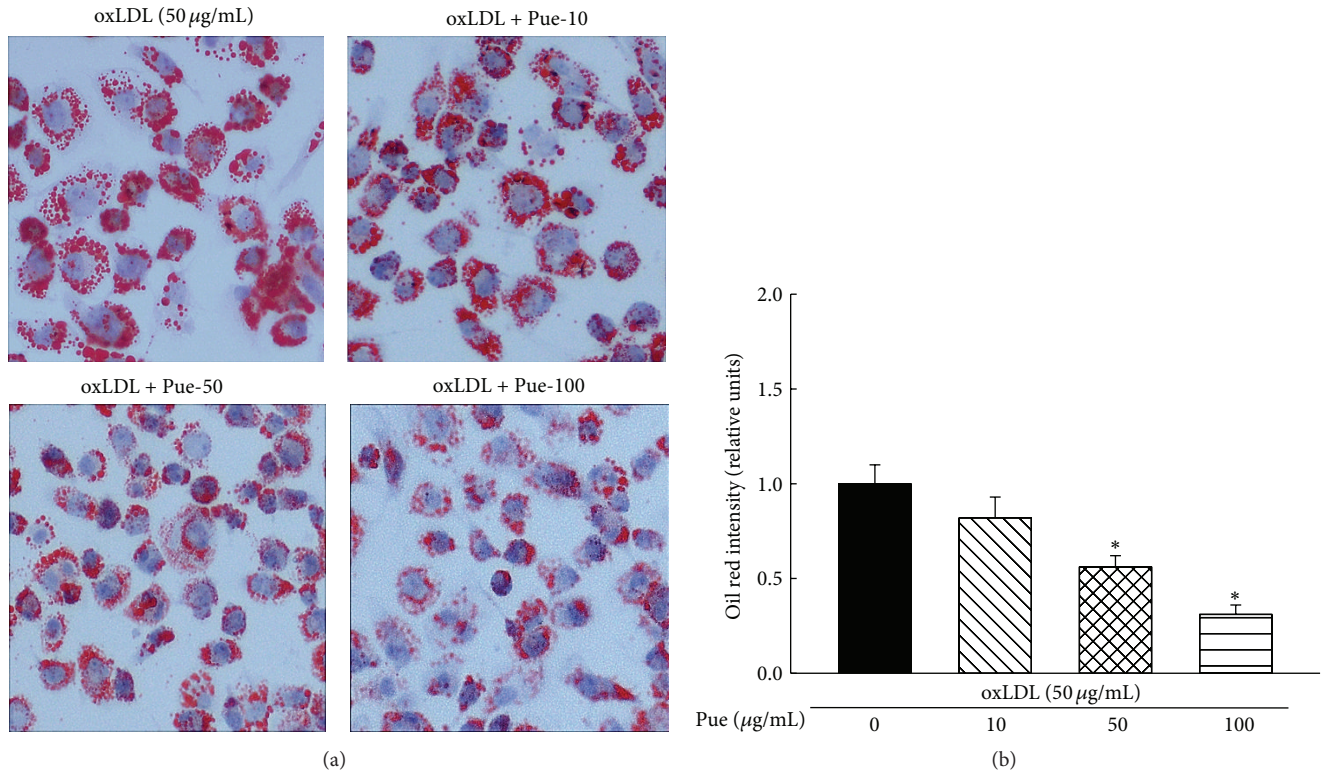 oxLDL (50 μg/mL)
oxLDL + Pue-10
oxLDL + Pue-50
oxLDL + Pue-100
(a)
2.0
1.5
1.0
0.5
0.0
Oil red intensity (relative units)
*
*
oxLDL (50 μg/mL)
Pue (μg/mL)
0
10
50
100
(b)